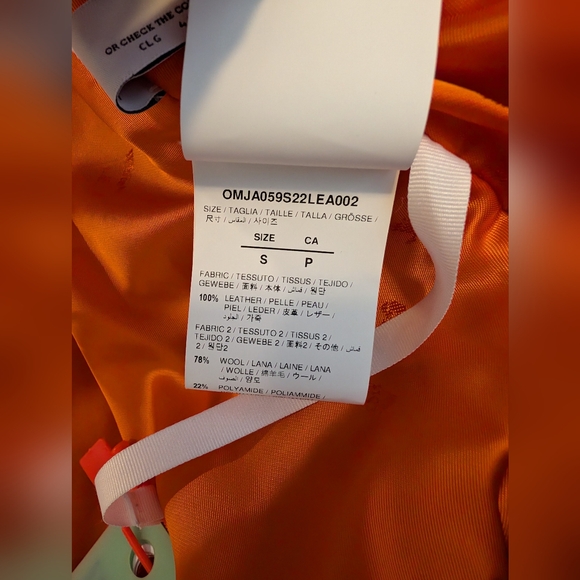 OR CHECK THE CO
CLG
OMJA059S22LEA002
SIZE / TAGLIA / TAILLE / TALLA / GRÖSSE /
尺寸 / المقاس / 사이즈
SIZE CA
S P
FABRIC / TESSUTO / TISSUS / TEJIDO /
GEWEBE / 面料 / 本体 / قماش / 원단
100% LEATHER / PELLE / PEAU /
PIEL / LEDER / 皮革 / レザー /
/ 가죽
FABRIC 2 / TESSUTO 2 / TISSUS 2 /
TEJIDO 2 / GEWEBE 2 / 面料2 / その他 / قماش
2 / 원단2
78% WOOL / LANA / LAINE / LANA
/ WOLLE / 绵羊毛 / ウール /
الصوف / 양모
22% POLYAMIDE / POLIAMMIDE /